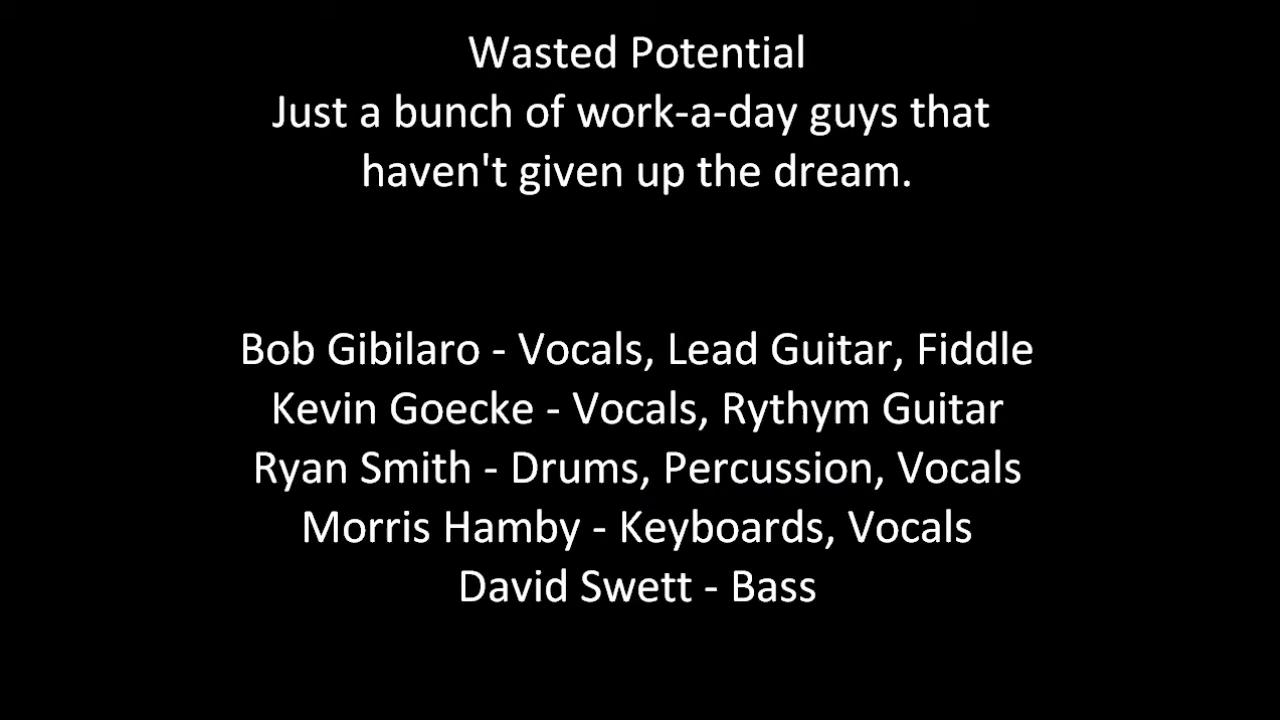 Wasted Potential
Just a bunch of work-a-day guys that
haven't given up the dream.
Bob Gibilaro - Vocals, Lead Guitar, Fiddle
Kevin Goecke - Vocals, Rythym Guitar
Ryan Smith - Drums, Percussion, Vocals
Morris Hamby - Keyboards, Vocals
David Swett - Bass